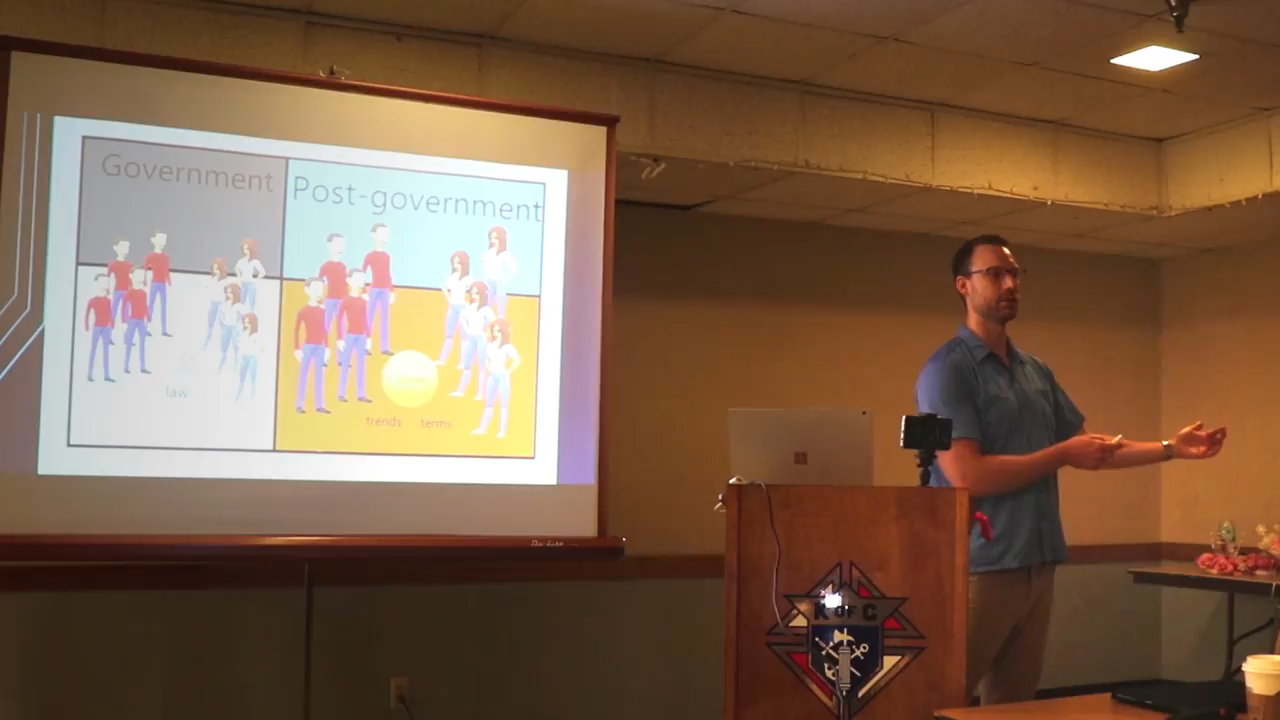 Government
Post-government
law
trends terms
K OF C